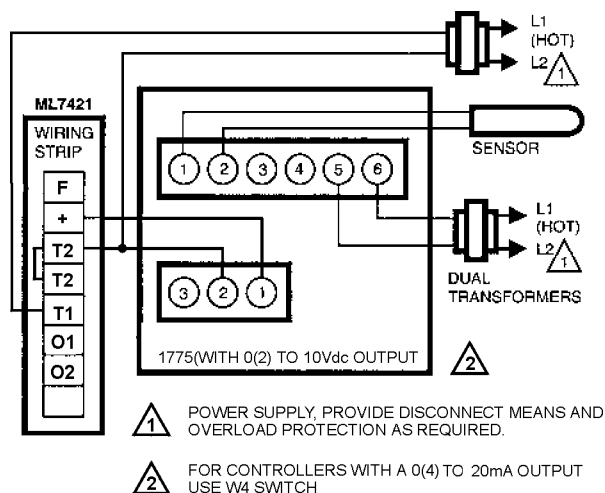 L1
(HOT)
L2 1
ML7421
WIRING
STRIP
SENSOR
1 2 3 4 5 6
F
+
T2
T2
T1
O1
O2
L1
(HOT)
L2 1
DUAL
TRANSFORMERS
3 2 1
1775(WITH 0(2) TO 10Vdc OUTPUT 2
1 POWER SUPPLY, PROVIDE DISCONNECT MEANS AND
OVERLOAD PROTECTION AS REQUIRED.
2 FOR CONTROLLERS WITH A 0(4) TO 20mA OUTPUT
USE W4 SWITCH